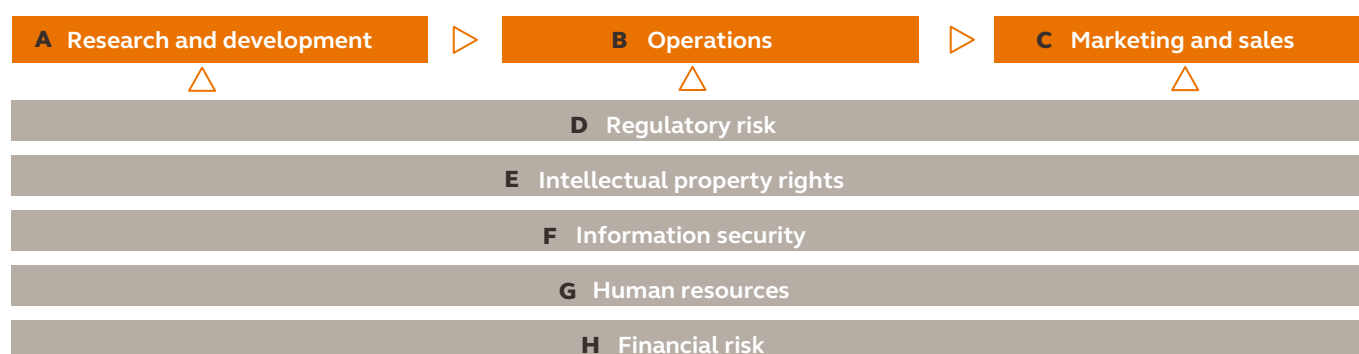 A Research and development
B Operations
C Marketing and sales
D Regulatory risk
E Intellectual property rights
F Information security
G Human resources
H Financial risk